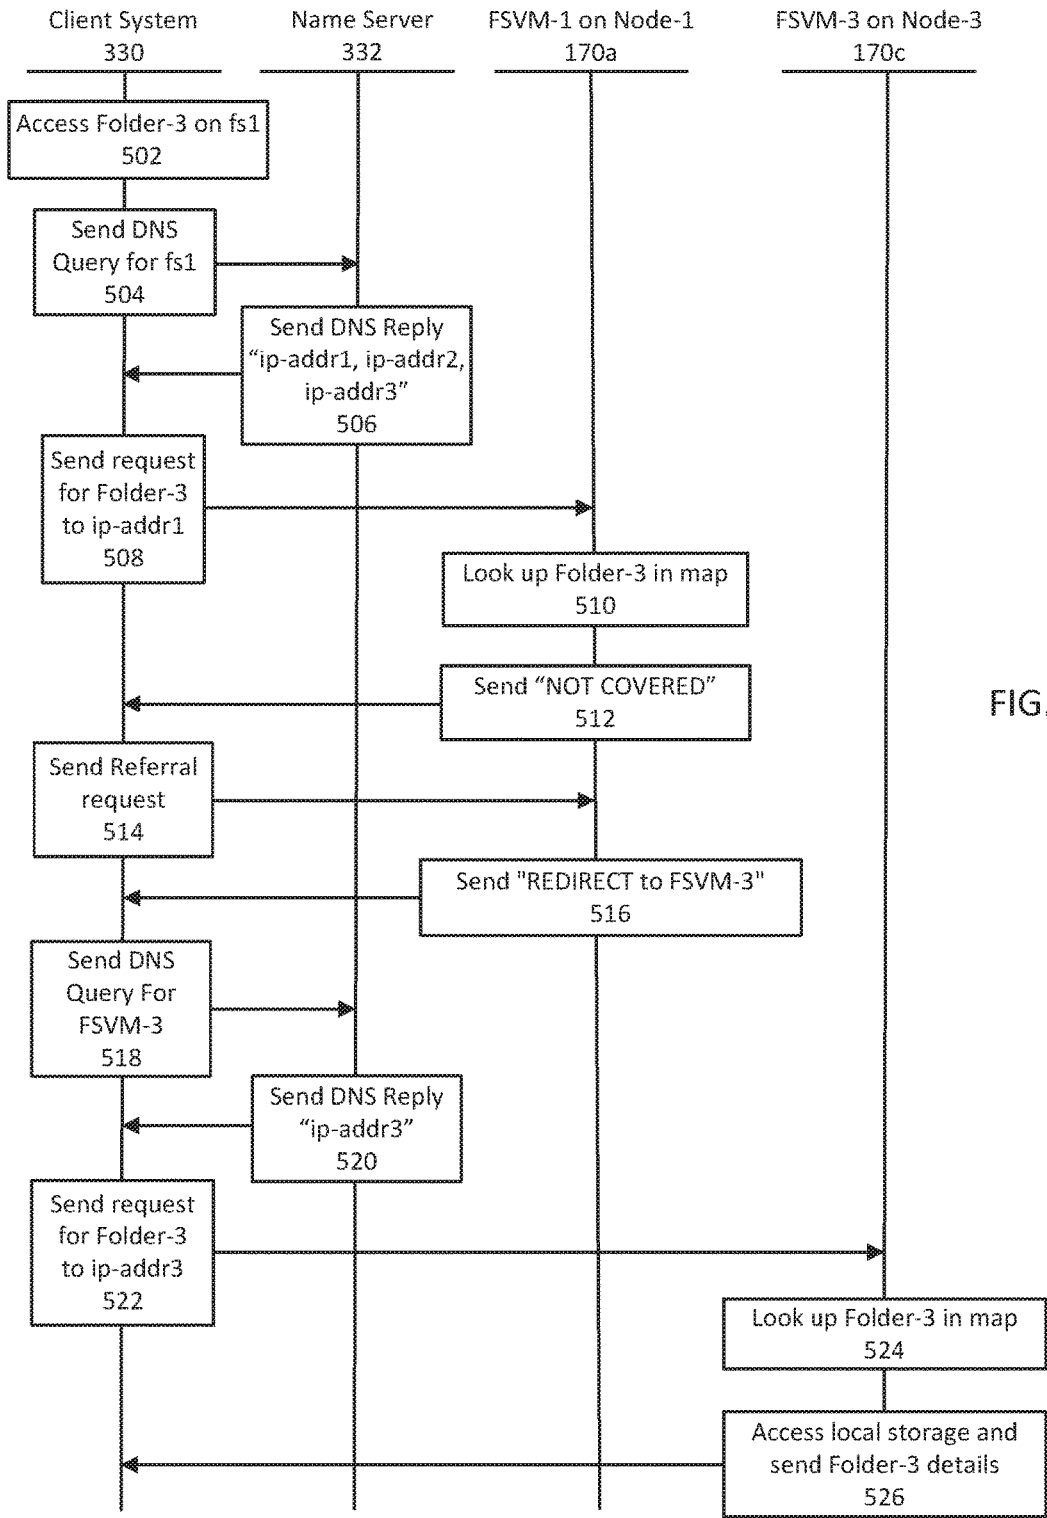 Client System
330
Name Server
332
FSVM-1 on Node-1
170a
FSVM-3 on Node-3
170c
Access Folder-3 on fs1
502
Send DNS
Query for fs1
504
Send DNS Reply
“ip-addr1, ip-addr2,
ip-addr3”
506
Send request
for Folder-3
to ip-addr1
508
Look up Folder-3 in map
510
Send “NOT COVERED”
512
FIG.
Send Referral
request
514
Send "REDIRECT to FSVM-3"
516
Send DNS
Query For
FSVM-3
518
Send DNS Reply
“ip-addr3”
520
Send request
for Folder-3
to ip-addr3
522
Look up Folder-3 in map
524
Access local storage and
send Folder-3 details
526